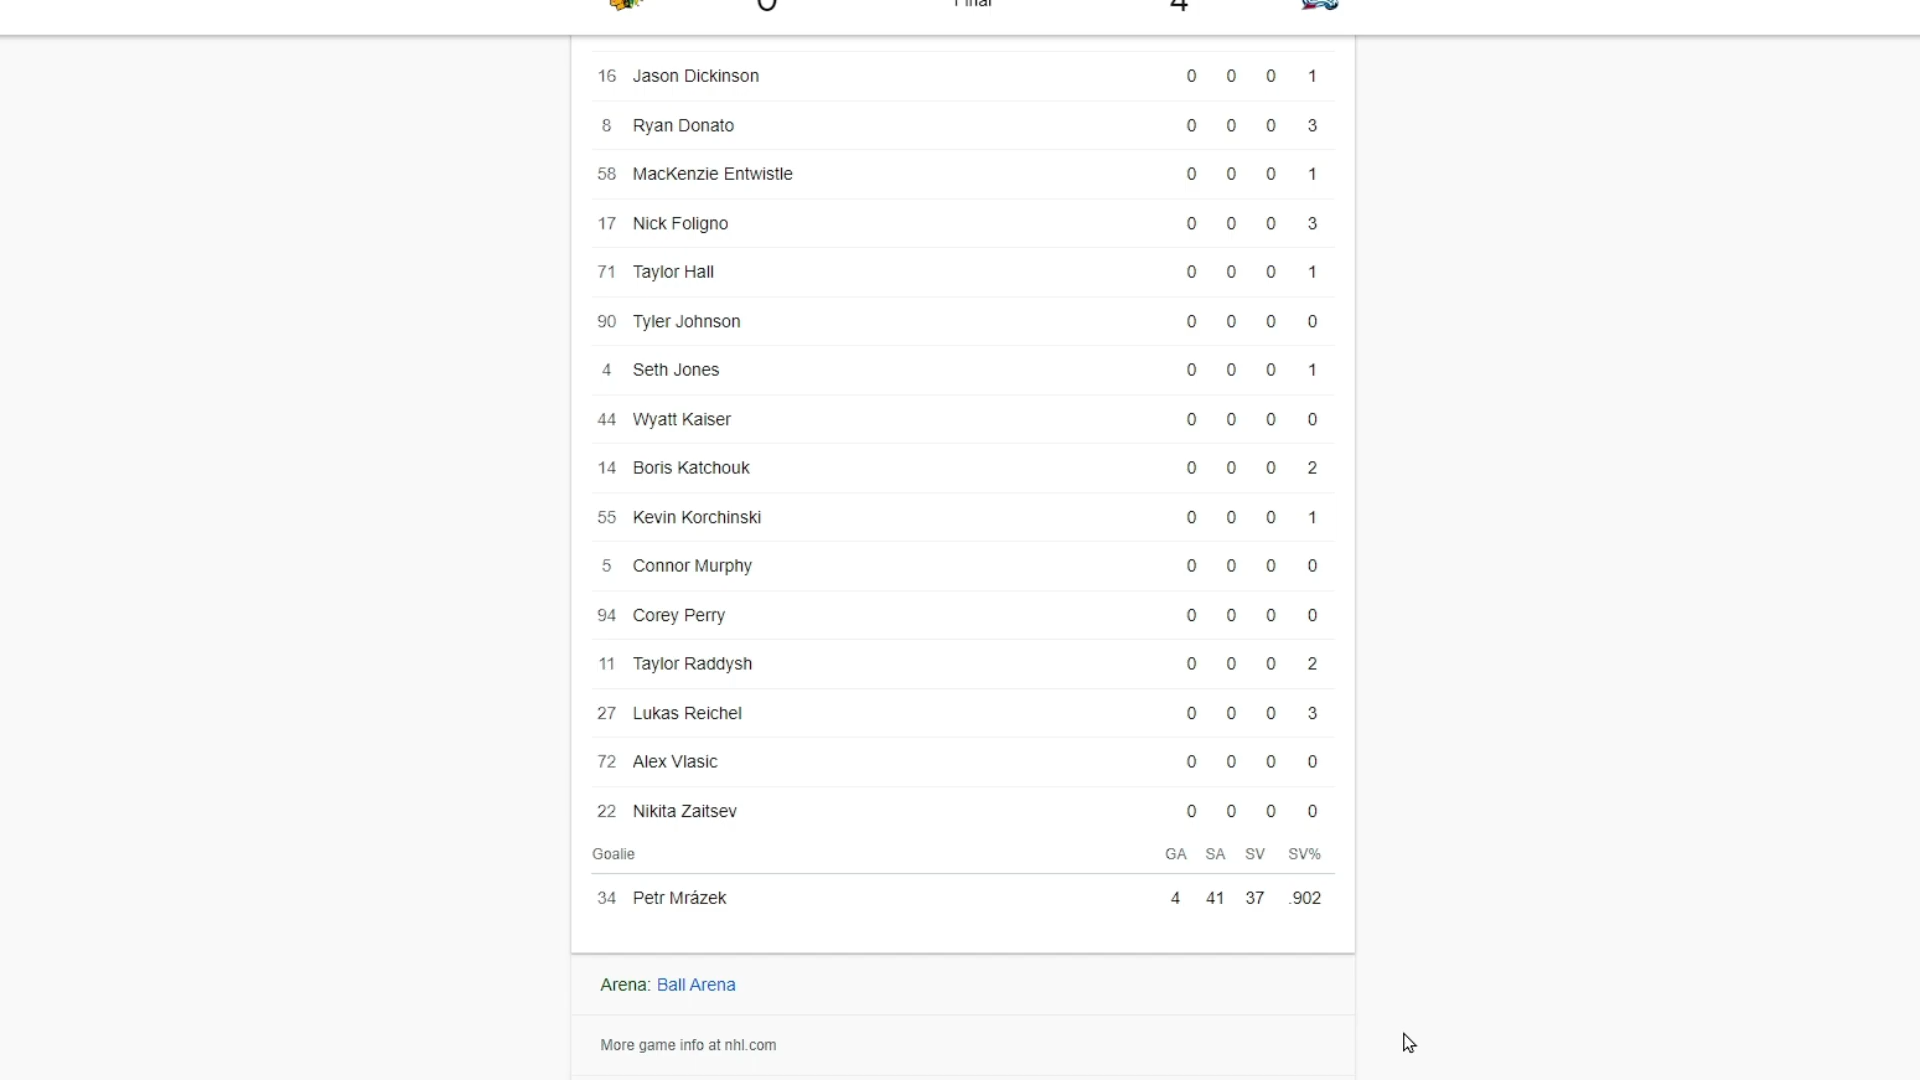 0 Final 4
16 Jason Dickinson 0 0 0 1
8 Ryan Donato 0 0 0 3
58 MacKenzie Entwistle 0 0 0 1
17 Nick Foligno 0 0 0 3
71 Taylor Hall 0 0 0 1
90 Tyler Johnson 0 0 0 0
4 Seth Jones 0 0 0 1
44 Wyatt Kaiser 0 0 0 0
14 Boris Katchouk 0 0 0 2
55 Kevin Korchinski 0 0 0 1
5 Connor Murphy 0 0 0 0
94 Corey Perry 0 0 0 0
11 Taylor Raddysh 0 0 0 2
27 Lukas Reichel 0 0 0 3
72 Alex Vlasic 0 0 0 0
22 Nikita Zaitsev 0 0 0 0
Goalie GA SA SV SV%
34 Petr Mrázek 4 41 37 .902
Arena: Ball Arena
More game info at nhl.com